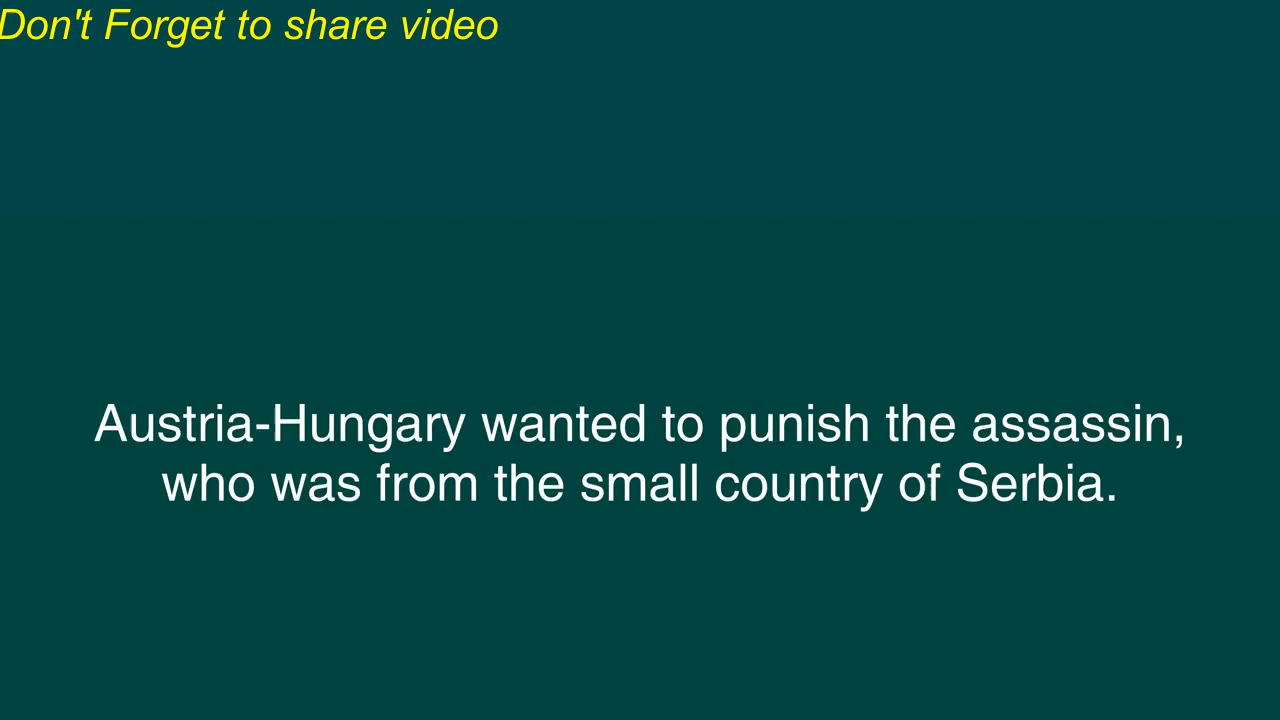 Don't Forget to share video
Austria-Hungary wanted to punish the assassin,
who was from the small country of Serbia.